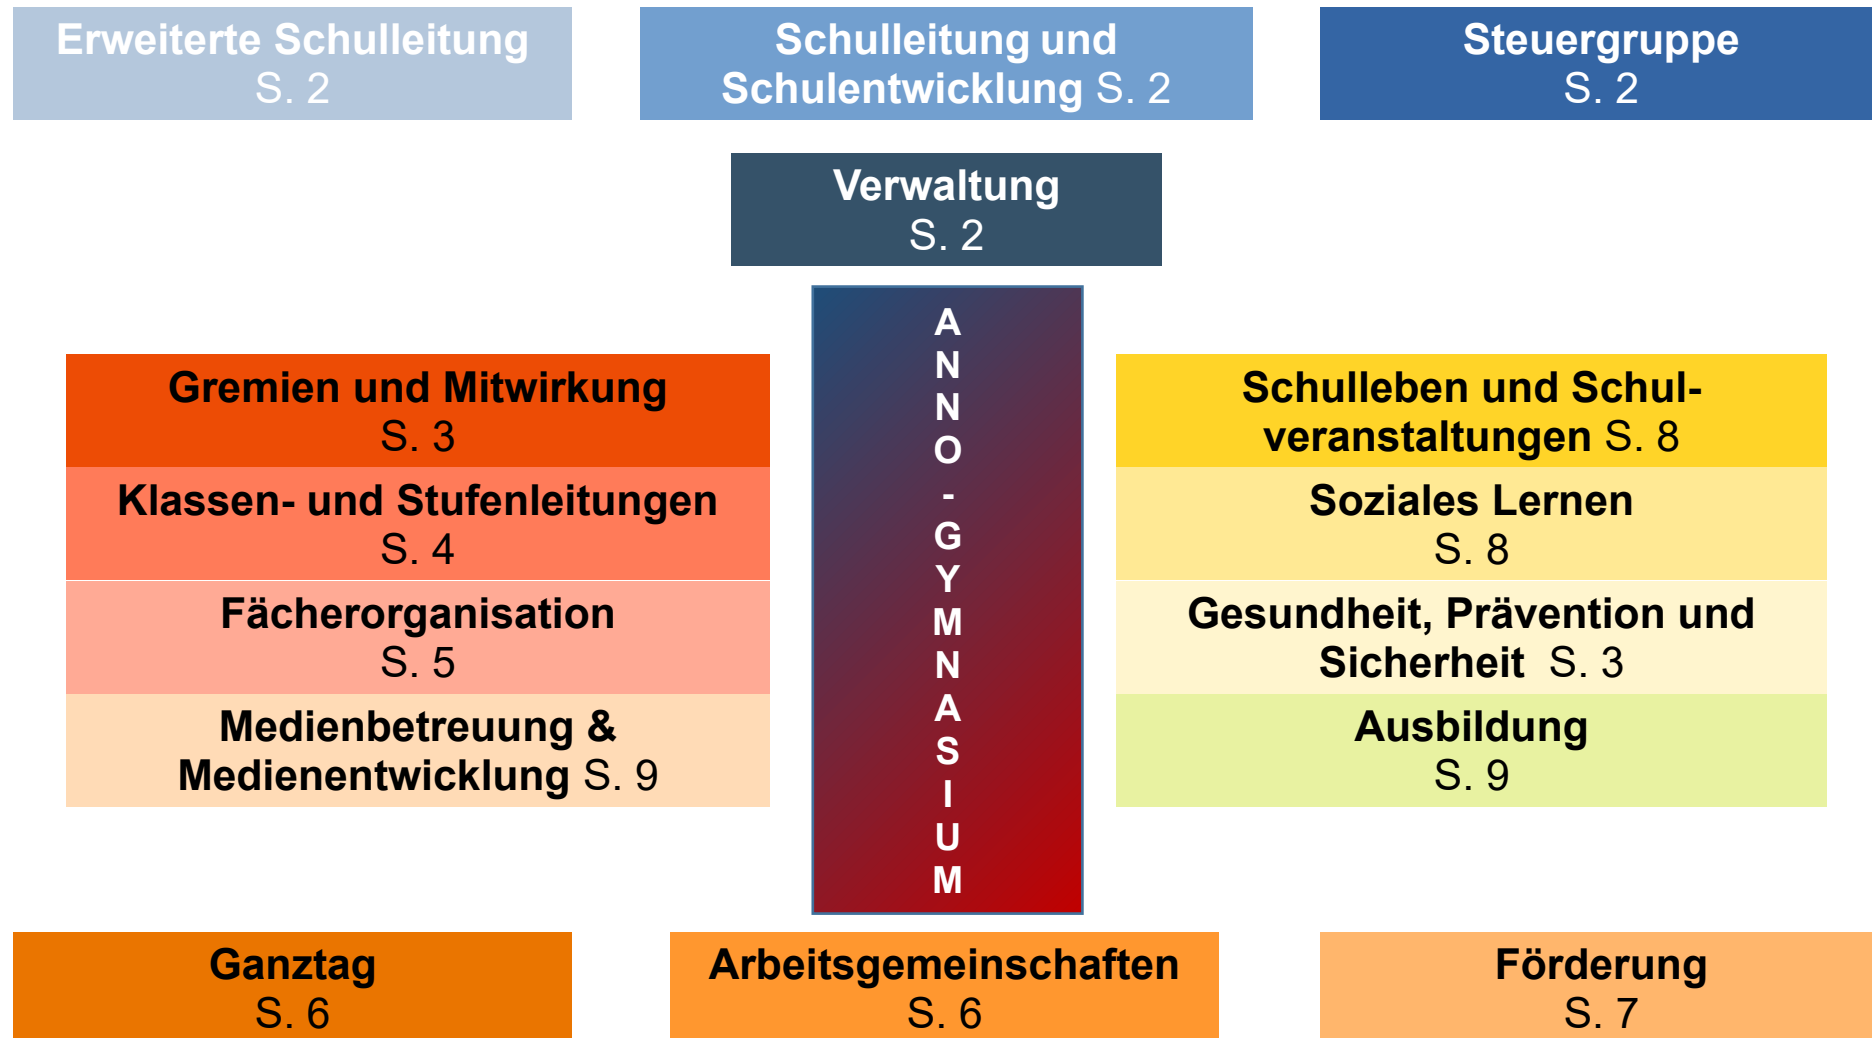 Erweiterte Schulleitung
S. 2
Schulleitung und
Schulentwicklung S. 2
Steuergruppe
S. 2
Verwaltung
S. 2
A
N
N
O
-
G
Y
M
N
A
S
I
U
M
Gremien und Mitwirkung
S. 3
Klassen- und Stufenleitungen
S. 4
Fächerorganisation
S. 5
Medienbetreuung &
Medienentwicklung S. 9
Schulleben und Schul-
veranstaltungen S. 8
Soziales Lernen
S. 8
Gesundheit, Prävention und
Sicherheit S. 3
Ausbildung
S. 9
Ganztag
S. 6
Arbeitsgemeinschaften
S. 6
Förderung
S. 7